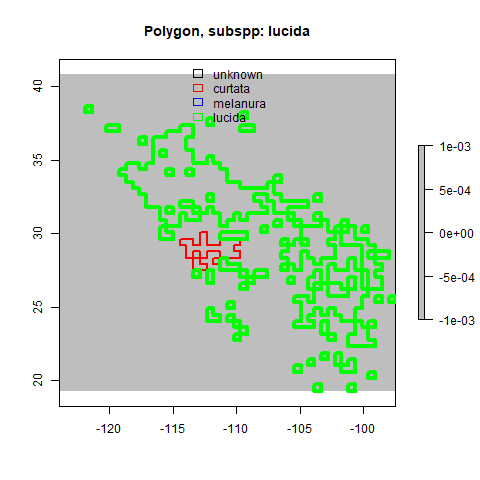 Polygon, subspp: lucida
unknown
curtata
melanura
lucida
40
35
30
25
20
-120
-115
-110
-105
-100
1e-03
5e-04
0e+00
-5e-04
-1e-03